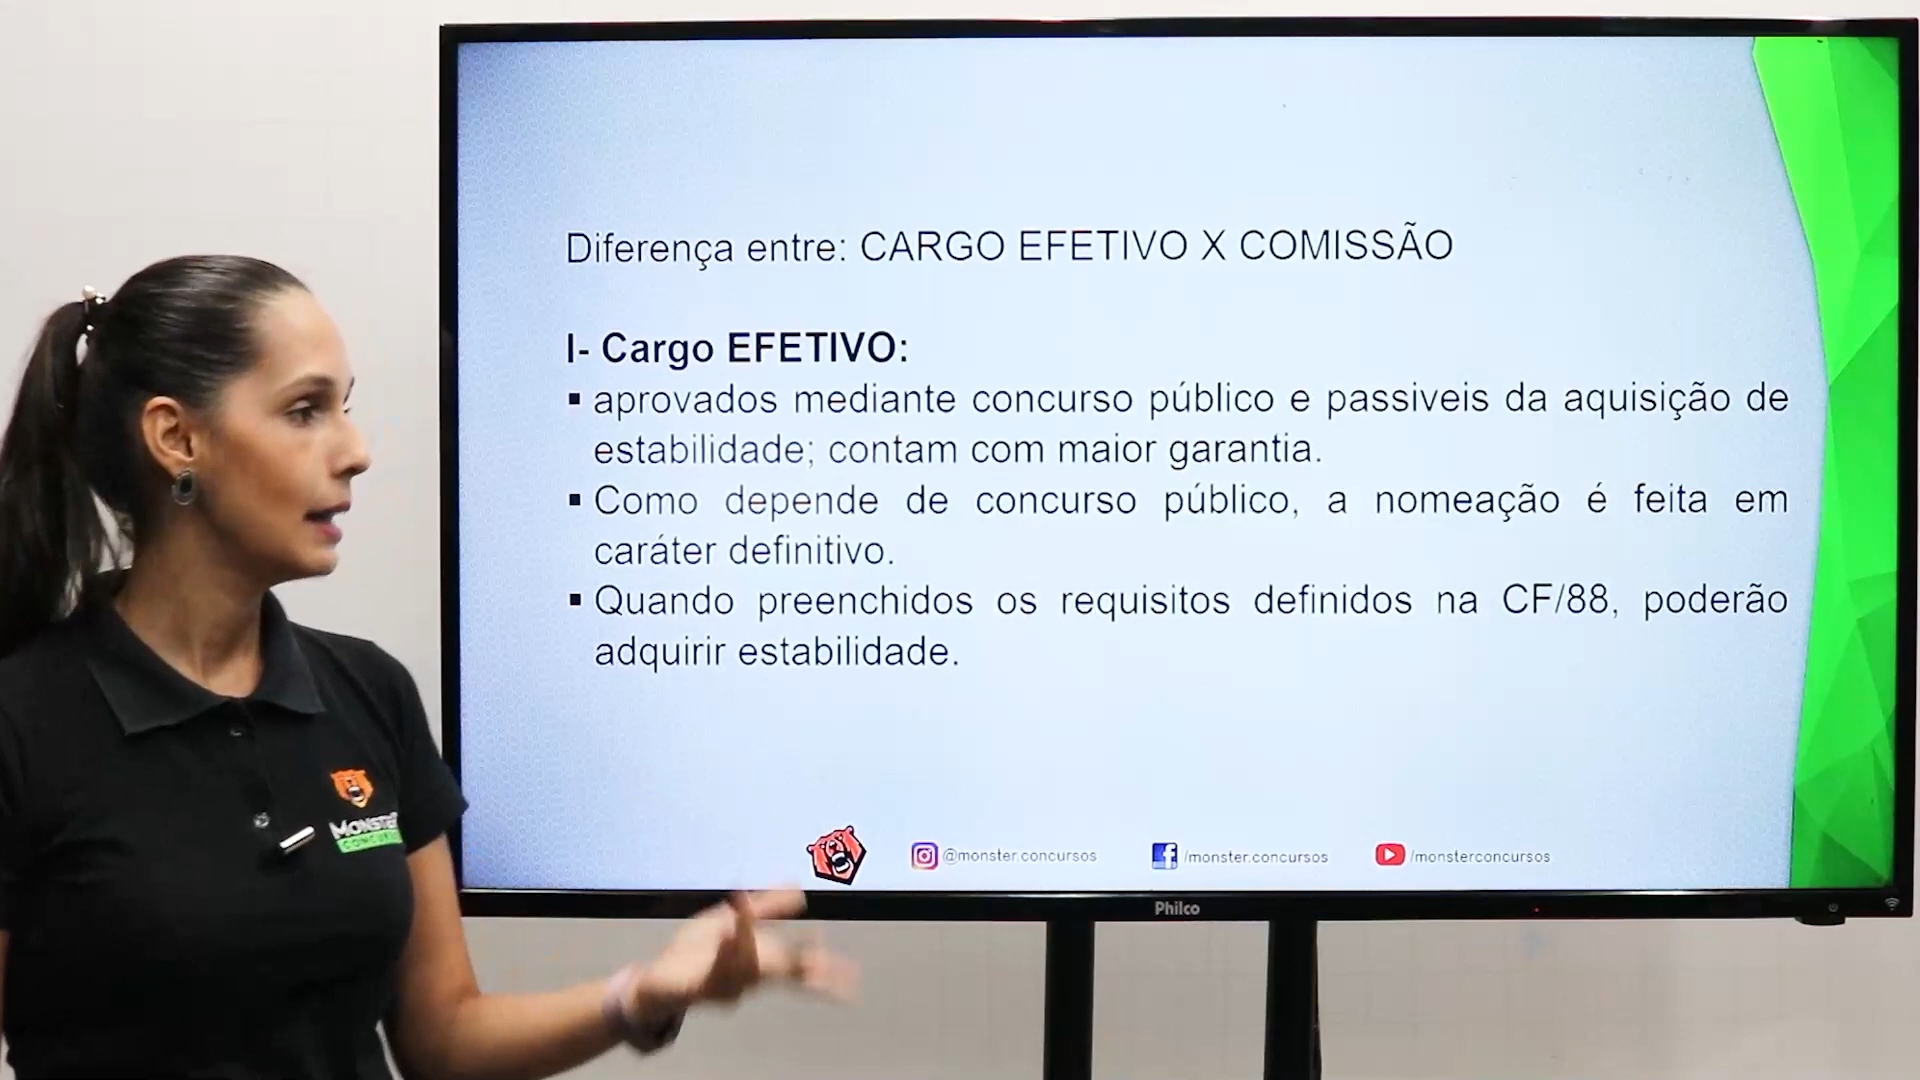 Diferença entre: CARGO EFETIVO X COMISSÃO
I- Cargo EFETIVO:
▪ aprovados mediante concurso público e passiveis da aquisição de
estabilidade; contam com maior garantia.
▪ Como depende de concurso público, a nomeação é feita em
caráter definitivo.
▪ Quando preenchidos os requisitos definidos na CF/88, poderão
adquirir estabilidade.
MONSTER
CONCURSOS
@monster.concursos /monster.concursos /monsterconcursos
Philco